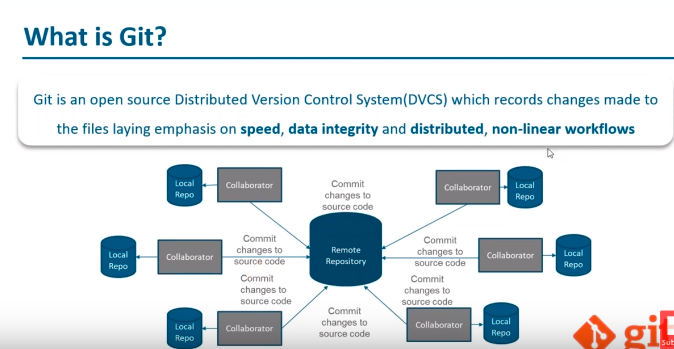 What is Git?
Git is an open source Distributed Version Control System(DVCS) which records changes made to
the files laying emphasis on speed, data integrity and distributed, non-linear workflows
Local
Repo
Collaborator
Commit
changes to
source code
Collaborator
Local
Repo
Local
Repo
Collaborator
Commit
changes to
source code
Remote
Repository
Commit
changes to
source code
Collaborator
Local
Repo
Commit
changes to
source code
Commit
changes to
source code
Local
Repo
Collaborator
Commit
changes to
source code
Collaborator
Local
Repo
git
Sub